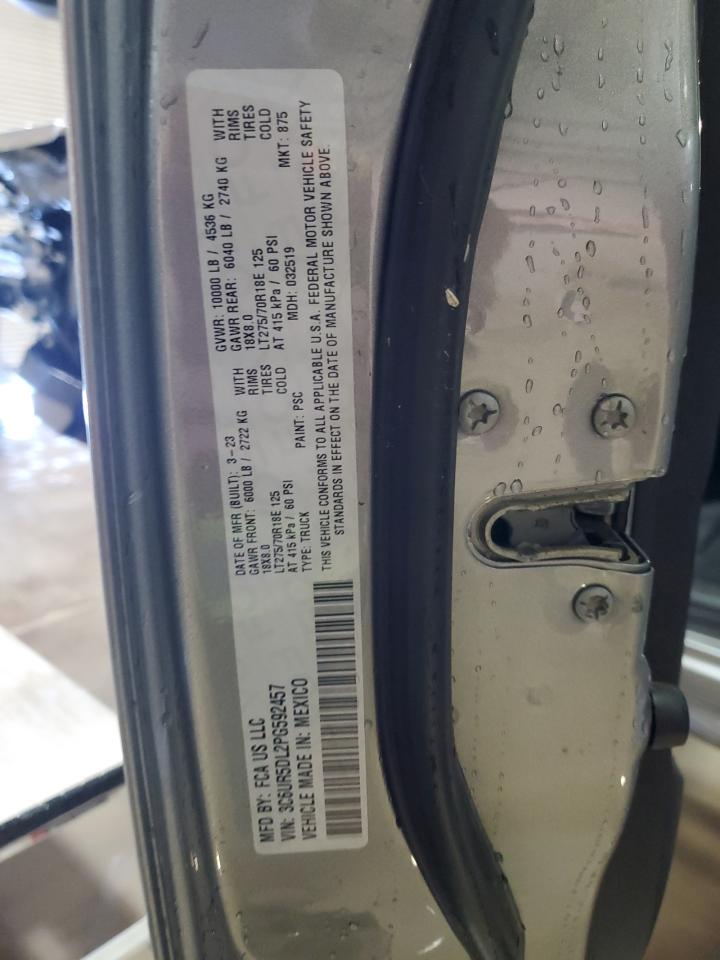 MFD BY: FCA US LLC
VIN: 3C6UR5DL2PG592457
VEHICLE MADE IN: MEXICO
DATE OF MFR (BUILT): 3-23
GAWR FRONT: 6000 LB / 2722 KG WITH
18X8.0 RIMS
LT275/70R18E 125 TIRES
AT 415 kPa / 60 PSI COLD
TYPE: TRUCK PAINT: PSC
GVWR: 10000 LB / 4536 KG
GAWR REAR: 6040 LB / 2740 KG WITH
18X8.0 RIMS
LT275/70R18E 125 TIRES
AT 415 kPa / 60 PSI COLD
MDH: 032519 MKT: 875
THIS VEHICLE CONFORMS TO ALL APPLICABLE U.S.A. FEDERAL MOTOR VEHICLE SAFETY
STANDARDS IN EFFECT ON THE DATE OF MANUFACTURE SHOWN ABOVE.